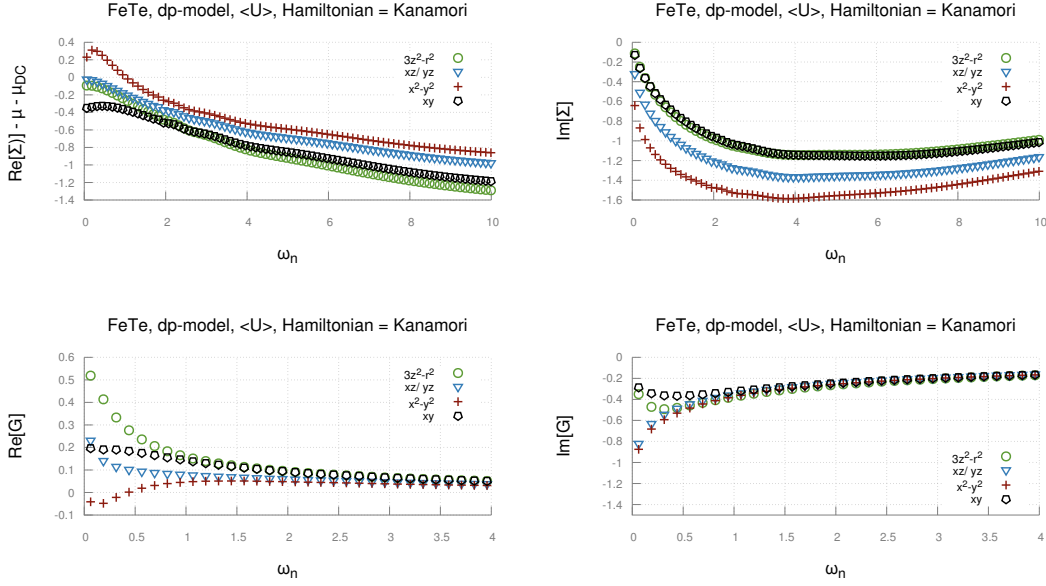 FeTe, dp-model, <U>, Hamiltonian = Kanamori
Re[Σ)] - μ - μDC
0.4
0.2
0
-0.2
-0.4
-0.6
-0.8
-1
-1.2
-1.4
0
2
4
6
8
10
ωn
3z²-r²
xz/ yz
x²-y²
xy
FeTe, dp-model, <U>, Hamiltonian = Kanamori
Im[Σ]
0
-0.2
-0.4
-0.6
-0.8
-1
-1.2
-1.4
-1.6
0
2
4
6
8
10
ωn
3z²-r²
xz/ yz
x²-y²
xy
FeTe, dp-model, <U>, Hamiltonian = Kanamori
Re[G]
0.6
0.5
0.4
0.3
0.2
0.1
0
-0.1
0
0.5
1
1.5
2
2.5
3
3.5
4
ωn
3z²-r²
xz/ yz
x²-y²
xy
FeTe, dp-model, <U>, Hamiltonian = Kanamori
Im[G]
-0
-0.2
-0.4
-0.6
-0.8
-1
-1.2
-1.4
0
0.5
1
1.5
2
2.5
3
3.5
4
ωn
3z²-r²
xz/ yz
x²-y²
xy